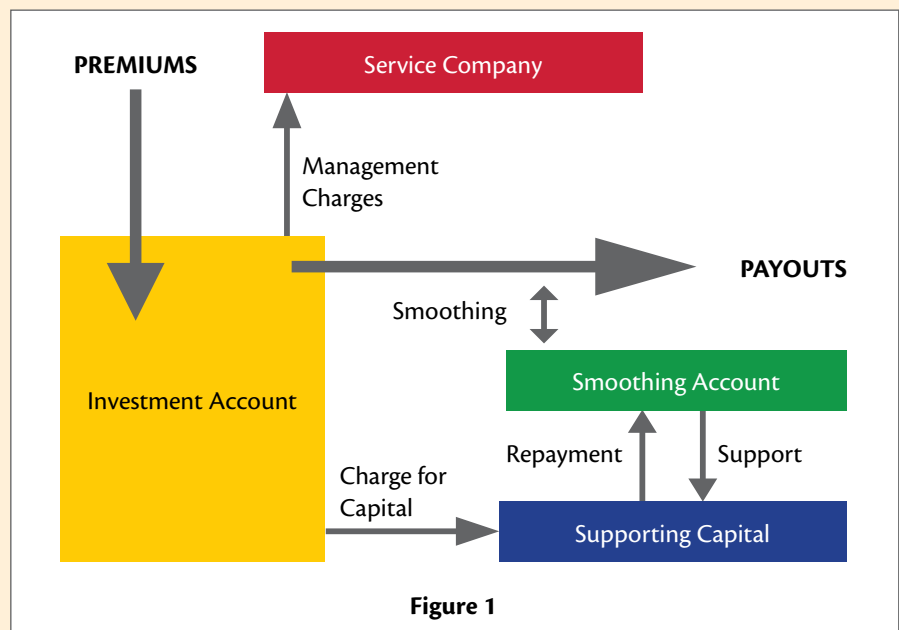 PREMIUMS
Service Company
Management
Charges
PAYOUTS
Smoothing
Smoothing Account
Investment Account
Repayment
Support
Charge for
Capital
Supporting Capital
Figure 1